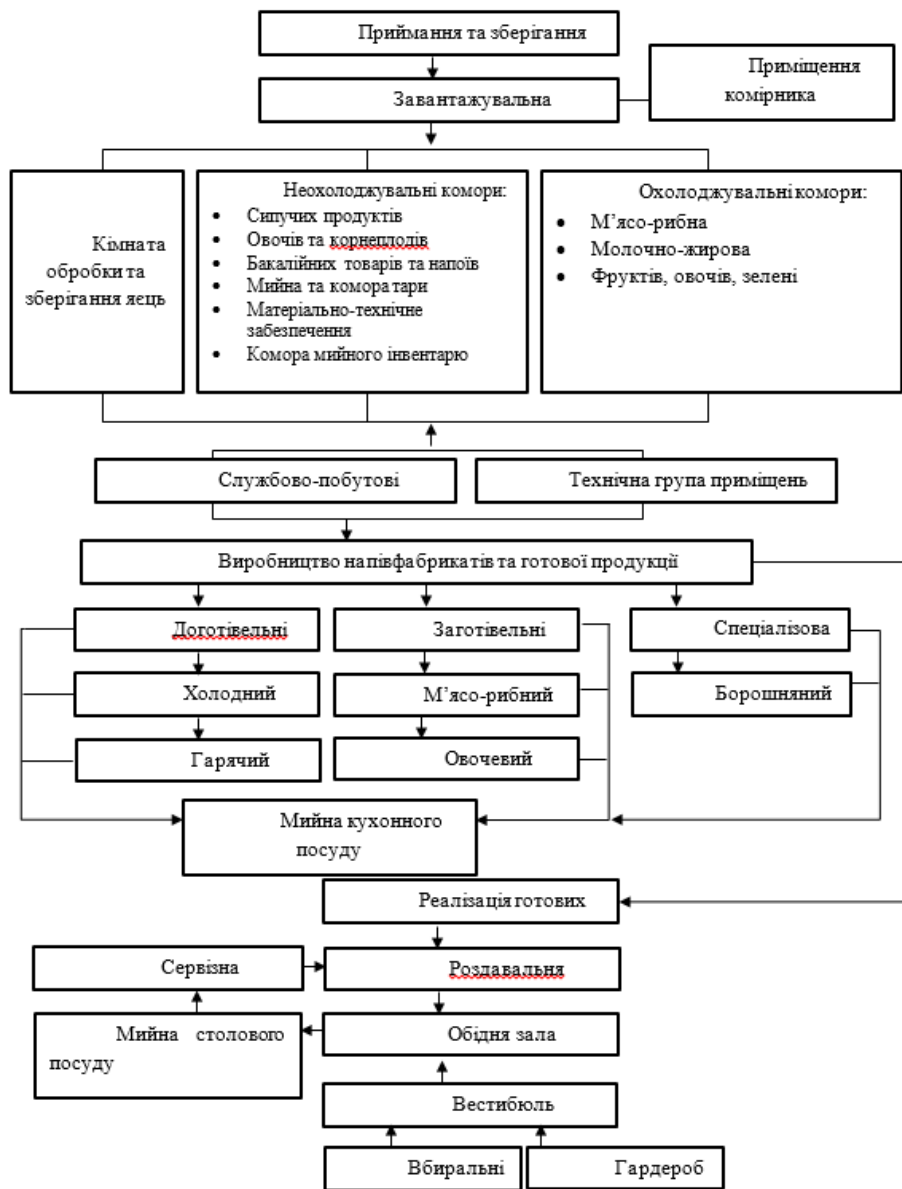 Приймання та зберігання
Завантажувальна
Приміщення
комірника
Кімната
обробки та
зберігання яєць
Неохолоджувальні комори:
• Сипучих продуктів
• Овочів та корнеплодів
• Бакалійних товарів та напоїв
• Мийна та комора тари
• Матеріально-технічне
забезпечення
• Комора мийного інвентарю
Охолоджувальні комори:
• М’ясо-рибна
• Молочно-жирова
• Фруктів, овочів, зелені
Службово-побутові
Технічна група приміщень
Виробництво напівфабрикатів та готової продукції
Доготівельні
Заготівельні
Спеціалізова
Холодний
М’ясо-рибний
Борошняний
Гарячий
Овочевий
Мийна кухонного
посуду
Реалізація готових
Сервізна
Роздавальня
Мийна столового
посуду
Обідня зала
Вестибюль
Вбиральні
Гардероб